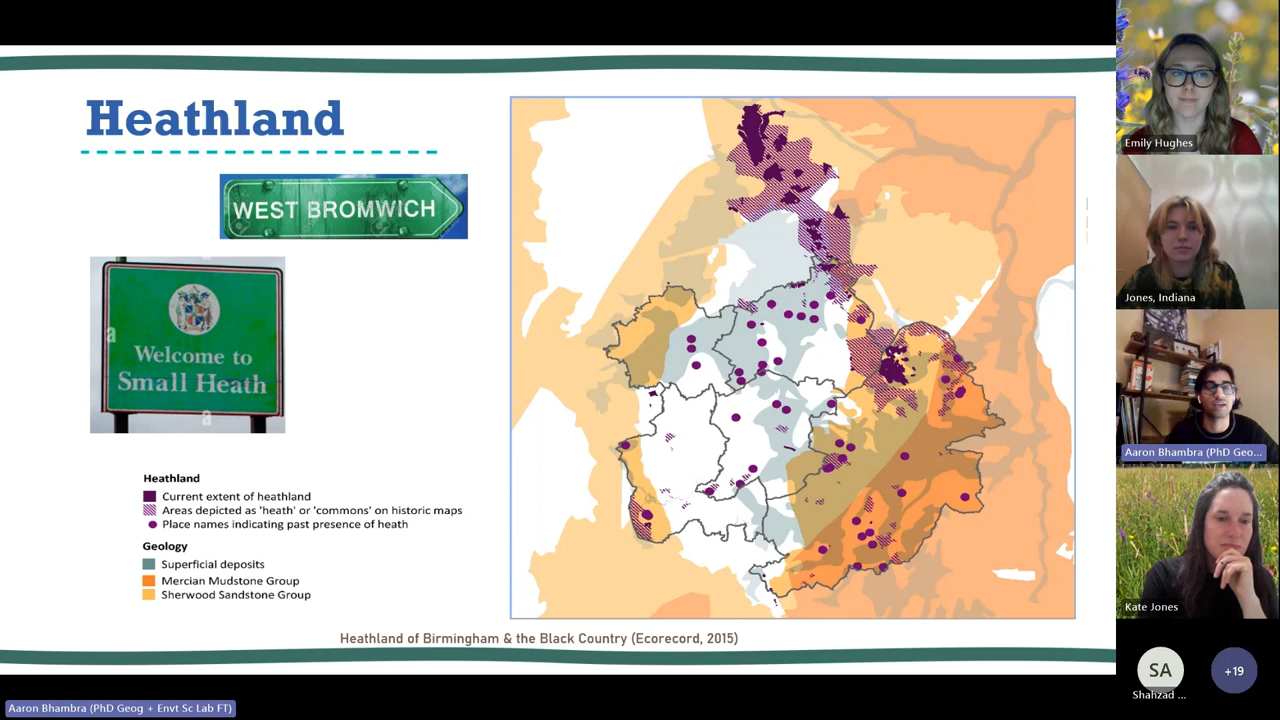 Heathland
WEST BROMWICH
Welcome to
Small Heath
a
a
a
Heathland
Current extent of heathland
Areas depicted as 'heath' or 'commons' on historic maps
Place names indicating past presence of heath
Geology
Superficial deposits
Mercian Mudstone Group
Sherwood Sandstone Group
Heathland of Birmingham & the Black Country (Ecorecord, 2015)
Aaron Bhambra (PhD Geog + Envt Sc Lab FT)
Emily Hughes
Jones, Indiana
Aaron Bhambra (PhD Geo...
Kate Jones
SA
Shahzad ...
+19